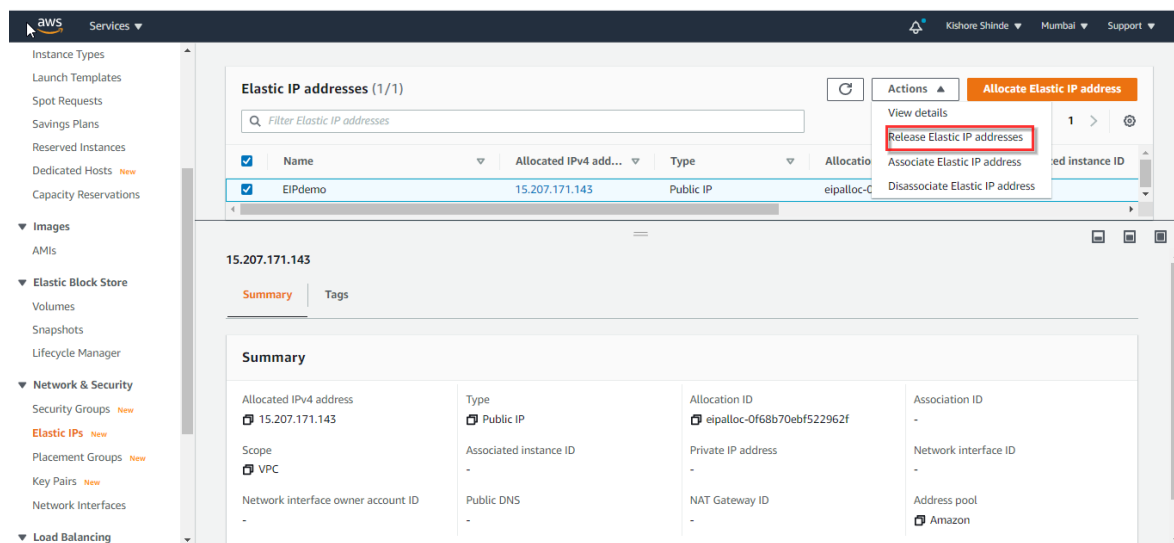 aws Services Kishore Shinde Mumbai Support
Instance Types
Launch Templates
Spot Requests
Savings Plans
Reserved Instances
Dedicated Hosts New
Capacity Reservations
Images
AMIs
Elastic Block Store
Volumes
Snapshots
Lifecycle Manager
Network & Security
Security Groups New
Elastic IPs New
Placement Groups New
Key Pairs New
Network Interfaces
Load Balancing
Elastic IP addresses (1/1) Actions Allocate Elastic IP address
Filter Elastic IP addresses 1
View details
Release Elastic IP addresses
Associate Elastic IP address
Disassociate Elastic IP address
Name Allocated IPv4 add... Type Allocatio ed instance ID
EIPdemo 15.207.171.143 Public IP eipalloc-0
15.207.171.143
Summary Tags
Summary
Allocated IPv4 address Type Allocation ID Association ID
15.207.171.143 Public IP eipalloc-0f68b70ebf522962f -
Scope Associated instance ID Private IP address Network interface ID
VPC - - -
Network interface owner account ID Public DNS NAT Gateway ID Address pool
- - - Amazon